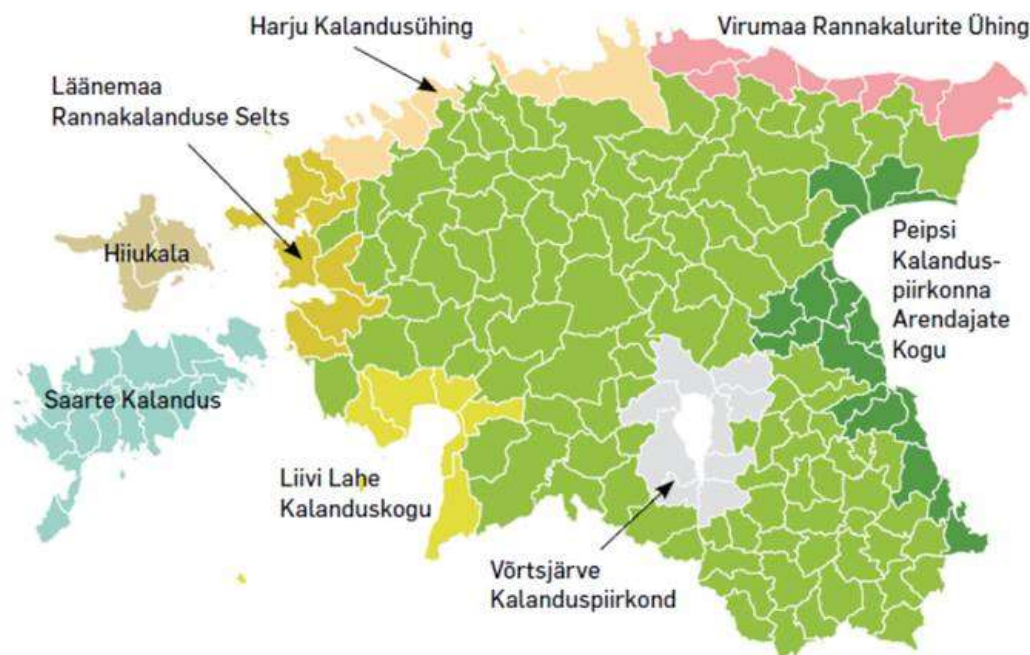 Harju Kalandusühing
Virumaa Rannakalurite Ühing
Läänemaa
Rannakalanduse Selts
Hiiukala
Peipsi
Kalandus-
piirkonna
Arendajate
Kogu
Saarte Kalandus
Liivi Lahe
Kalanduskogu
Võrtsjärve
Kalanduspiirkond